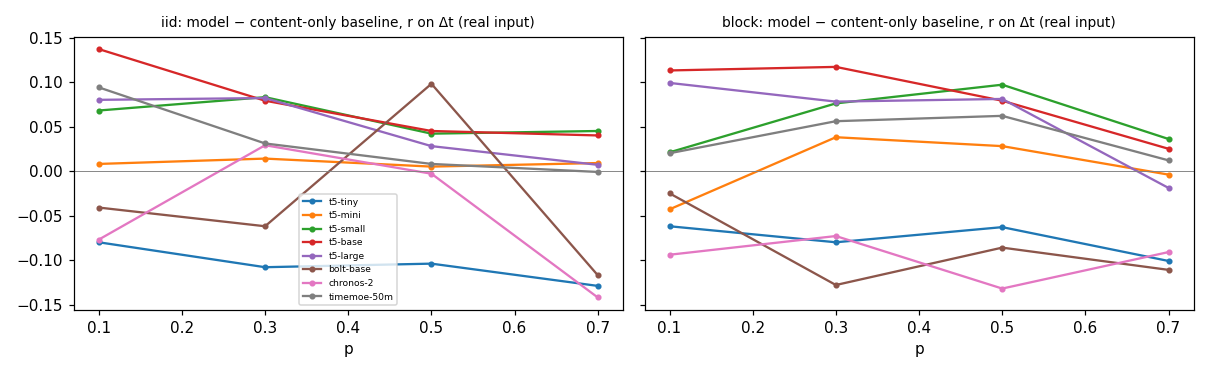 iid: model − content-only baseline, r on Δt (real input)
block: model − content-only baseline, r on Δt (real input)
0.15
0.10
0.05
0.00
−0.05
−0.10
−0.15
t5-tiny
t5-mini
t5-small
t5-base
t5-large
bolt-base
chronos-2
timemoe-50m
0.1 0.2 0.3 0.4 0.5 0.6 0.7
0.1 0.2 0.3 0.4 0.5 0.6 0.7
p
p